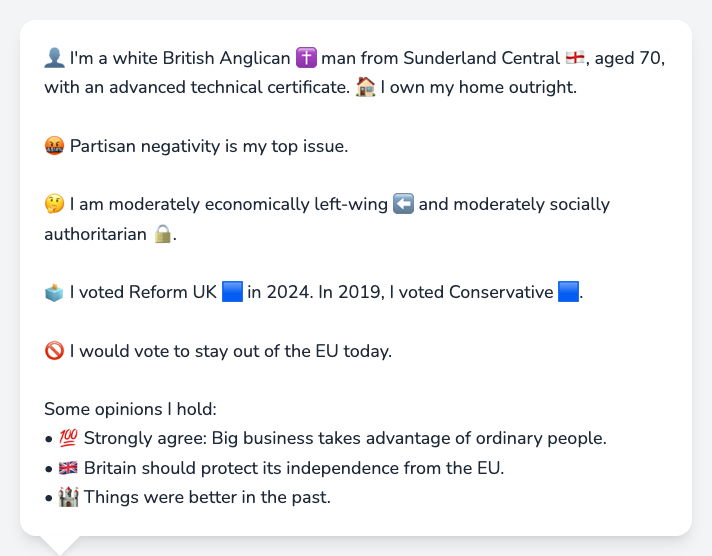 👤 I'm a white British Anglican ✝️ man from Sunderland Central 🏴󠁧󠁢󠁥󠁮󠁧󠁿, aged 70,
with an advanced technical certificate. 🏠 I own my home outright.
🤬 Partisan negativity is my top issue.
🤔 I am moderately economically left-wing ⬅️ and moderately socially
authoritarian 🔒.
🗳️ I voted Reform UK 🟦 in 2024. In 2019, I voted Conservative 🟦.
🚫 I would vote to stay out of the EU today.
Some opinions I hold:
• 💯 Strongly agree: Big business takes advantage of ordinary people.
• 🇬🇧 Britain should protect its independence from the EU.
• 🏰 Things were better in the past.